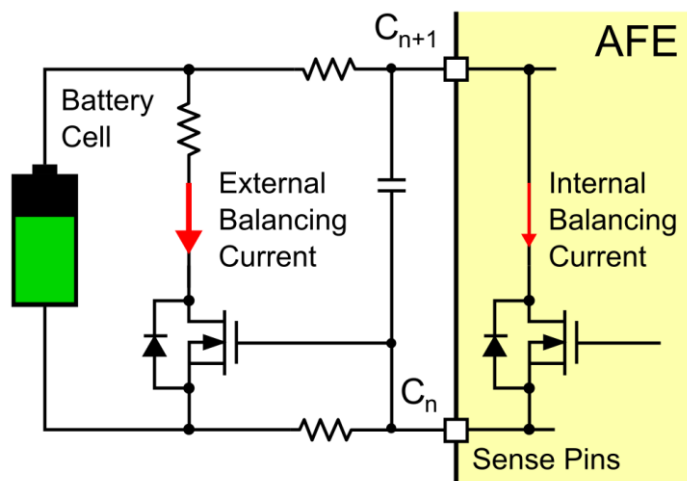 Cn+1
AFE
Battery
Cell
External
Balancing
Current
Internal
Balancing
Current
Cn
Sense Pins